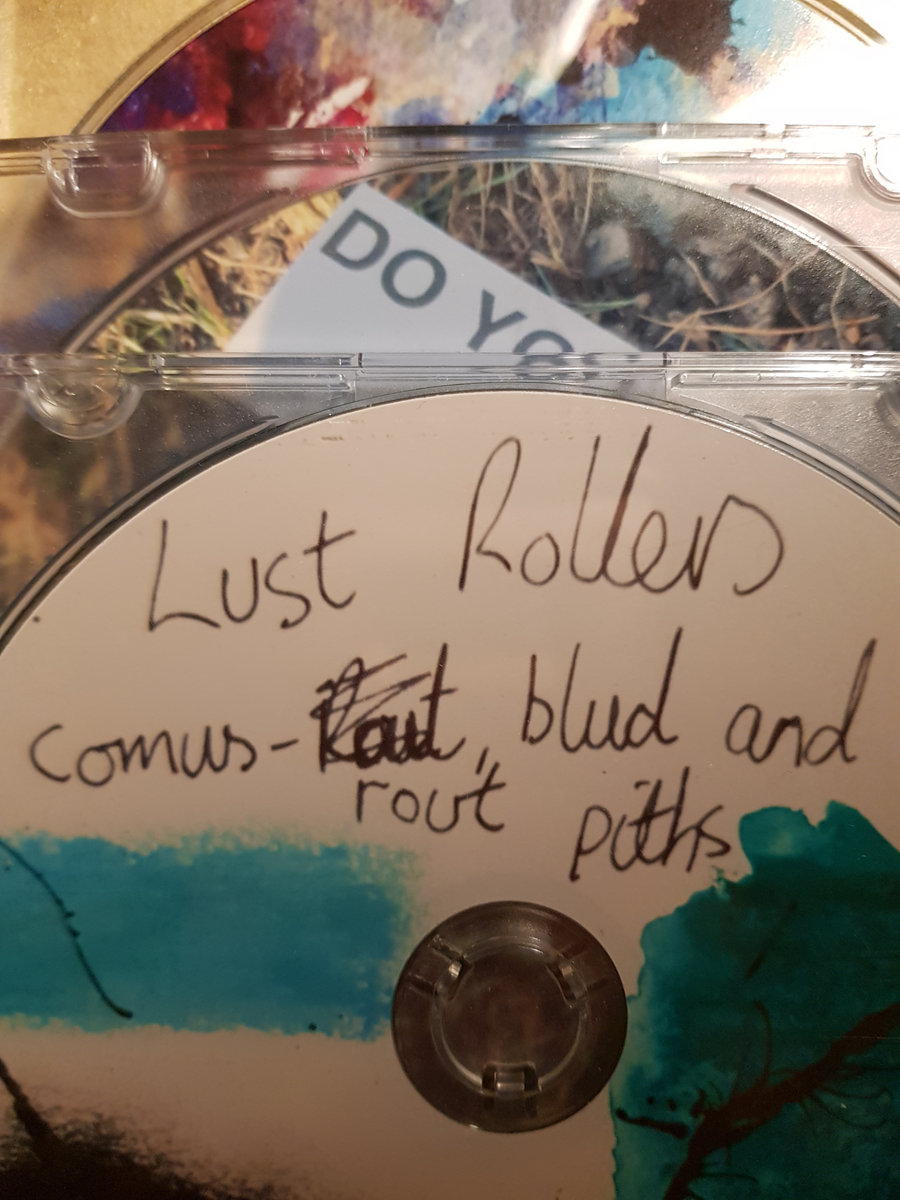 DO YO
Lust Rollers
comus- rout, blud and
rout piths